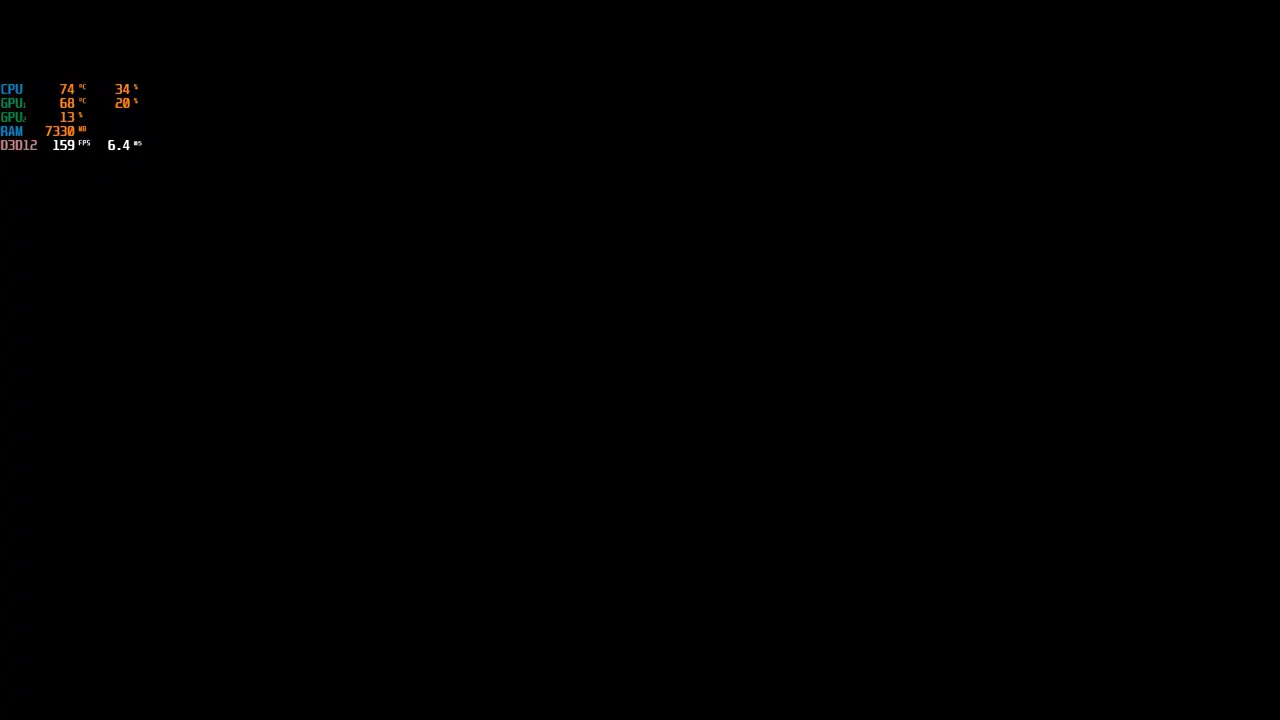 CPU 74 °C 34 %
GPU1 68 °C 20 %
GPU2 13 %
RAM 7330 MB
D3D12 159 FPS 6.4 ms